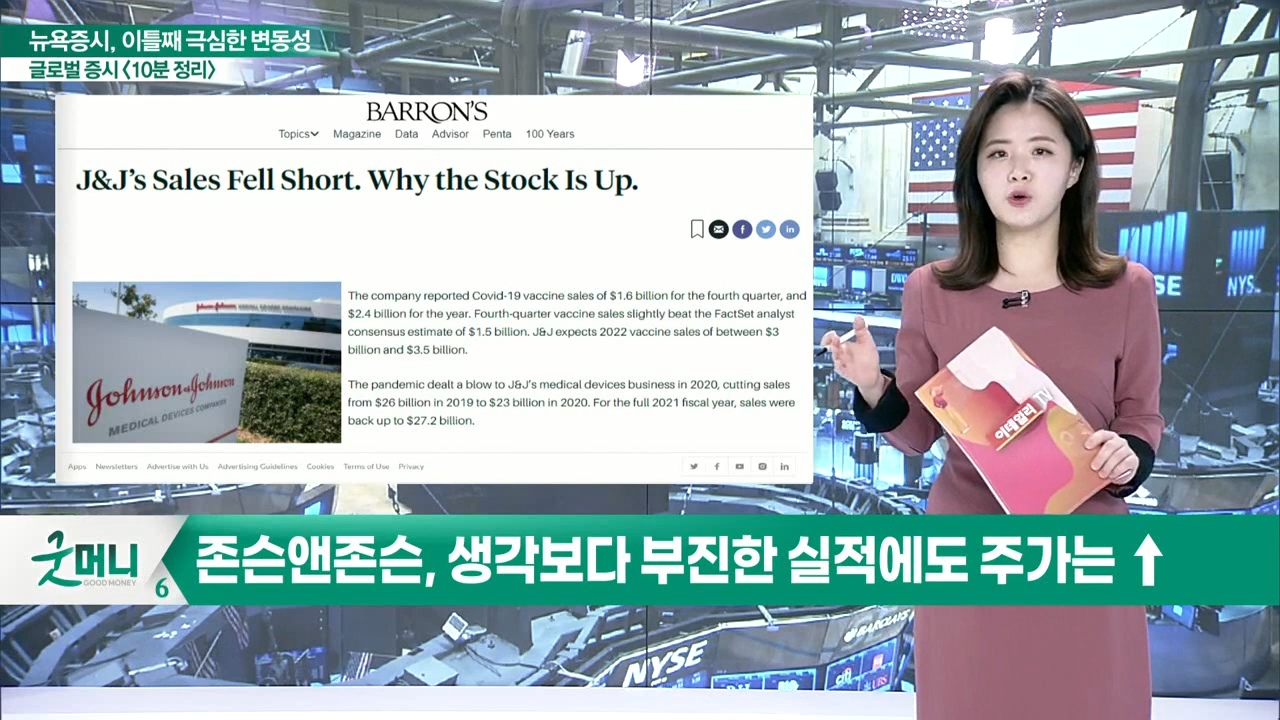 뉴욕증시, 이틀째 극심한 변동성
글로벌 증시 <10분 정리>
BARRON'S
Topics Magazine Data Advisor Penta 100 Years
J&J's Sales Fell Short. Why the Stock Is Up.
The company reported Covid-19 vaccine sales of $1.6 billion for the fourth quarter, and
$2.4 billion for the year. Fourth-quarter vaccine sales slightly beat the FactSet analyst
consensus estimate of $1.5 billion. J&J expects 2022 vaccine sales of between $3
billion and $3.5 billion.
The pandemic dealt a blow to J&J's medical devices business in 2020, cutting sales
from $26 billion in 2019 to $23 billion in 2020. For the full 2021 fiscal year, sales were
back up to $27.2 billion.
Johnson & Johnson
MEDICAL DEVICES COMPANIES
Apps Newsletters Advertise with Us Advertising Guidelines Cookies Terms of Use Privacy
이데일리 TV
NYS
굿머니
GOOD MONEY
6
존슨앤존슨, 생각보다 부진한 실적에도 주가는 ↑
NYSE
BARCLAYS
citi
UBS